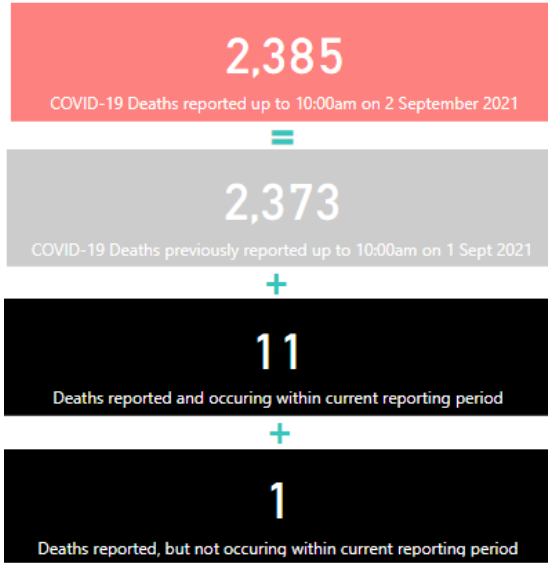 2,385
COVID-19 Deaths reported up to 10:00am on 2 September 2021
=
2,373
COVID-19 Deaths previously reported up to 10:00am on 1 Sept 2021
+
11
Deaths reported and occuring within current reporting period
+
1
Deaths reported, but not occuring within current reporting period